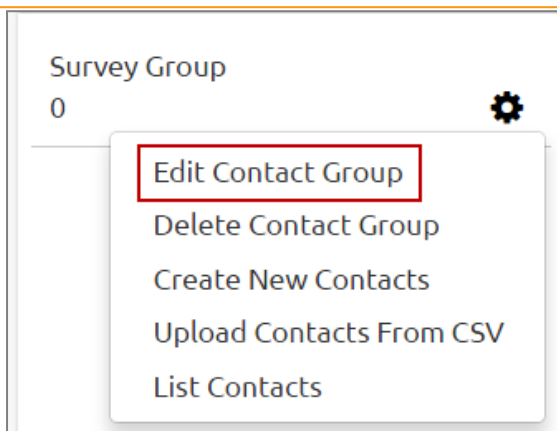 Survey Group
0
Edit Contact Group
Delete Contact Group
Create New Contacts
Upload Contacts From CSV
List Contacts